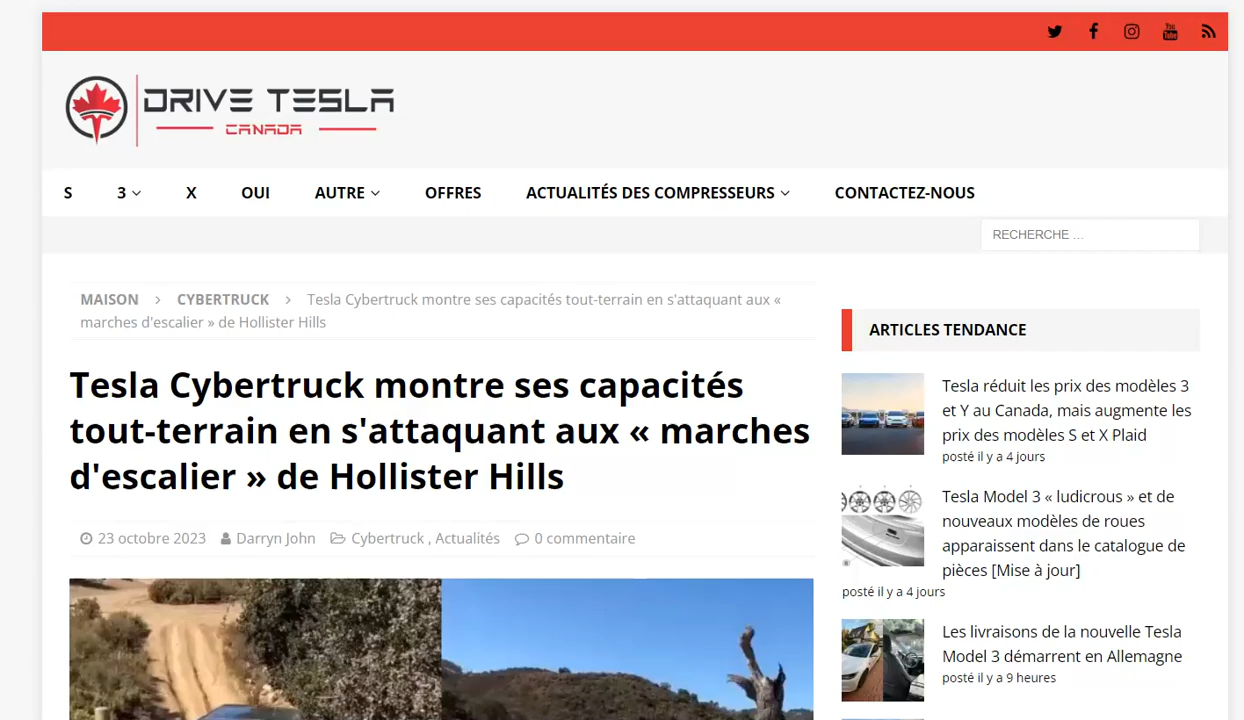 You Tube
DRIVE TESLA
CANADA
S 3 X OUI AUTRE OFFRES ACTUALITÉS DES COMPRESSEURS CONTACTEZ-NOUS
RECHERCHE ...
MAISON > CYBERTRUCK > Tesla Cybertruck montre ses capacités tout-terrain en s'attaquant aux «
marches d'escalier » de Hollister Hills
Tesla Cybertruck montre ses capacités
tout-terrain en s'attaquant aux « marches
d'escalier » de Hollister Hills
23 octobre 2023 Darryn John Cybertruck , Actualités 0 commentaire
ARTICLES TENDANCE
Tesla réduit les prix des modèles 3
et Y au Canada, mais augmente les
prix des modèles S et X Plaid
posté il y a 4 jours
Tesla Model 3 « ludicrous » et de
nouveaux modèles de roues
apparaissent dans le catalogue de
pièces [Mise à jour]
posté il y a 4 jours
Les livraisons de la nouvelle Tesla
Model 3 démarrent en Allemagne
posté il y a 9 heures